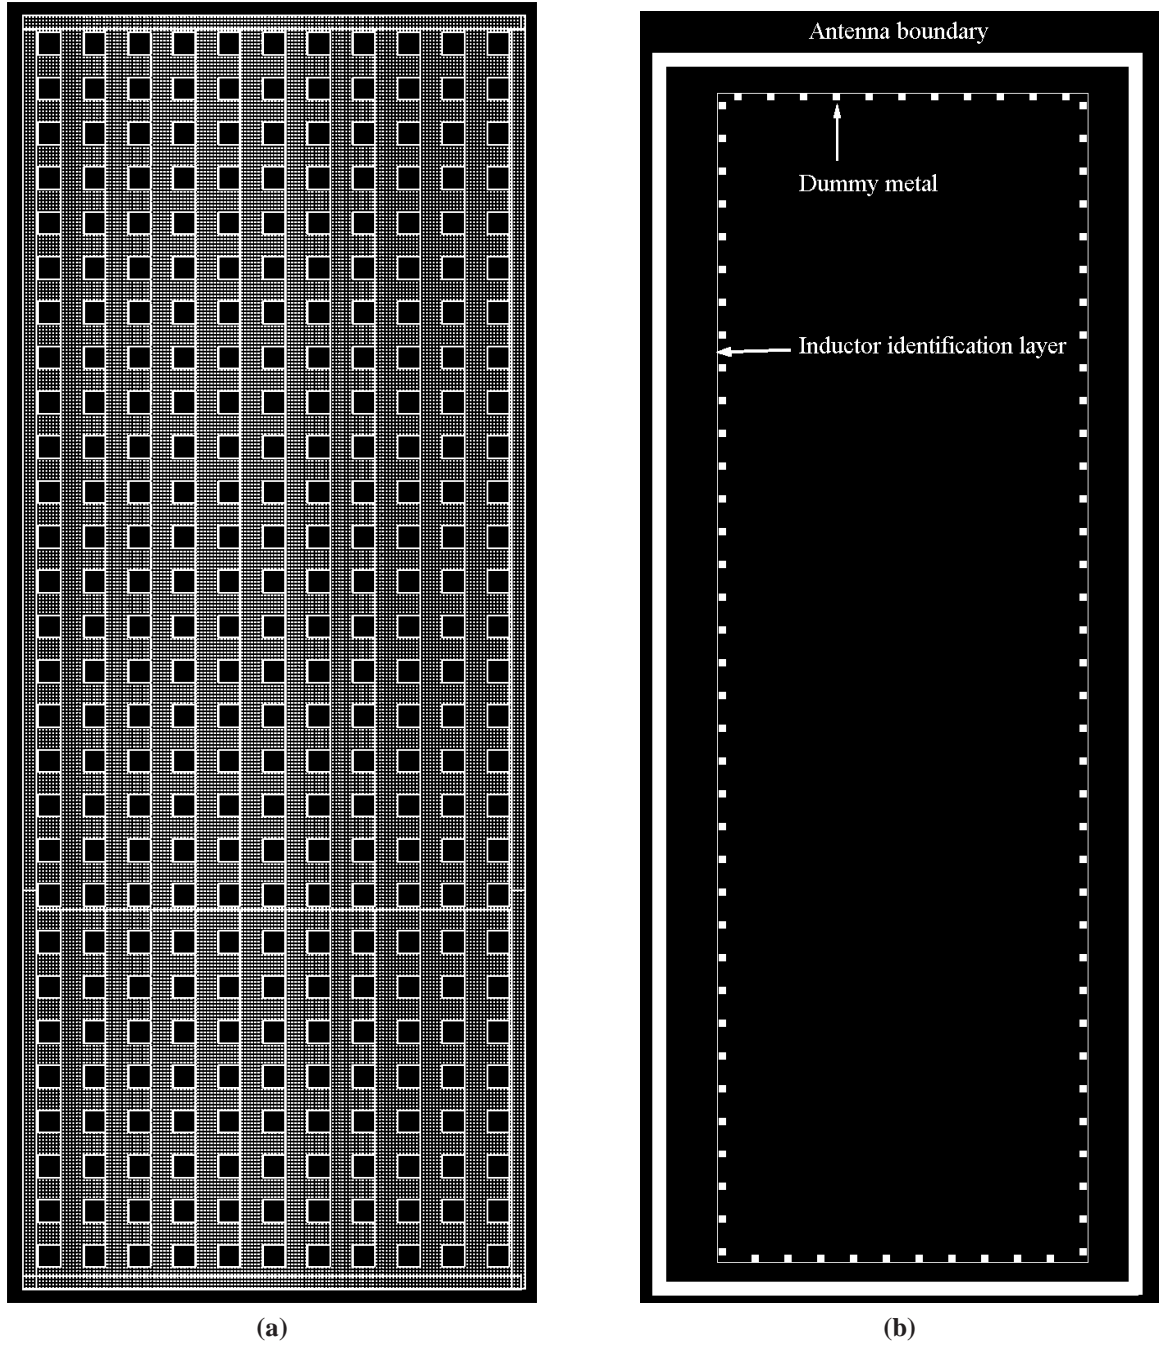 Antenna boundary
Dummy metal
Inductor identification layer
(a)
(b)